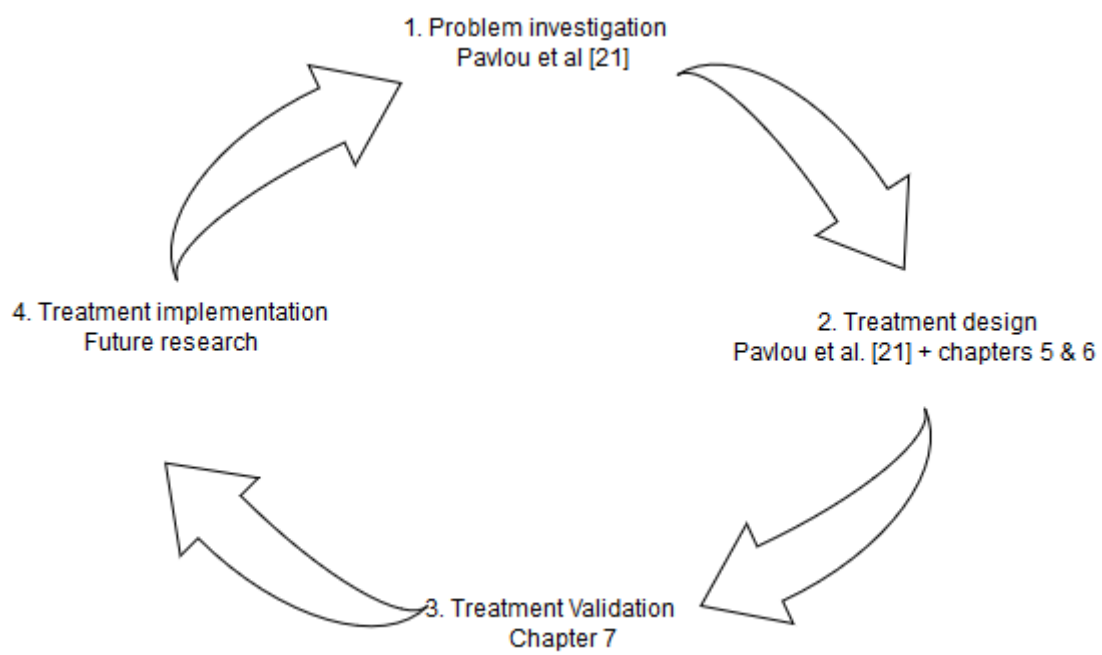 1. Problem investigation
Pavlou et al [21]
2. Treatment design
Pavlou et al. [21] + chapters 5 & 6
3. Treatment Validation
Chapter 7
4. Treatment implementation
Future research